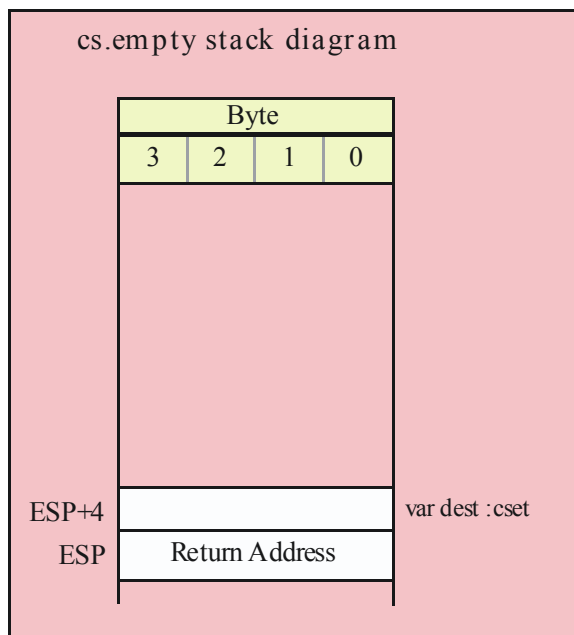 cs.empty stack diagram
Byte
3 2 1 0
ESP+4 var dest :cset
ESP Return Address